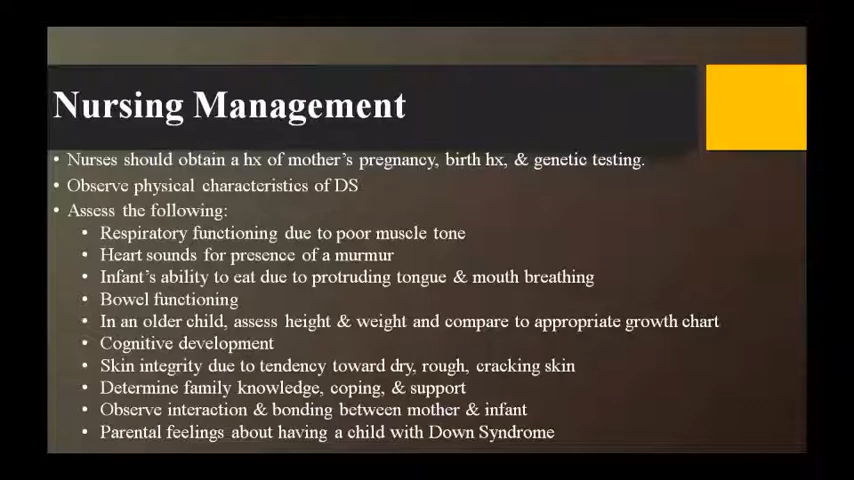 Nursing Management
• Nurses should obtain a hx of mother's pregnancy, birth hx, & genetic testing.
• Observe physical characteristics of DS
• Assess the following:
• Respiratory functioning due to poor muscle tone
• Heart sounds for presence of a murmur
• Infant's ability to eat due to protruding tongue & mouth breathing
• Bowel functioning
• In an older child, assess height & weight and compare to appropriate growth chart
• Cognitive development
• Skin integrity due to tendency toward dry, rough, cracking skin
• Determine family knowledge, coping, & support
• Observe interaction & bonding between mother & infant
• Parental feelings about having a child with Down Syndrome